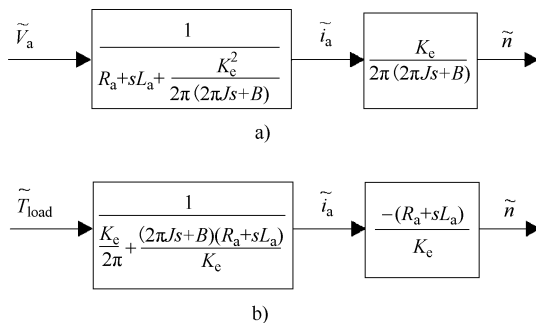 Ṽa
1
Ra+sLa+ Ke²
2π(2πJs+B)
ĩa
Ke
2π(2πJs+B)
ñ
a)
T̃load
1
Ke
2π + (2πJs+B)(Ra+sLa)
Ke
ĩa
-(Ra+sLa)
Ke
ñ
b)